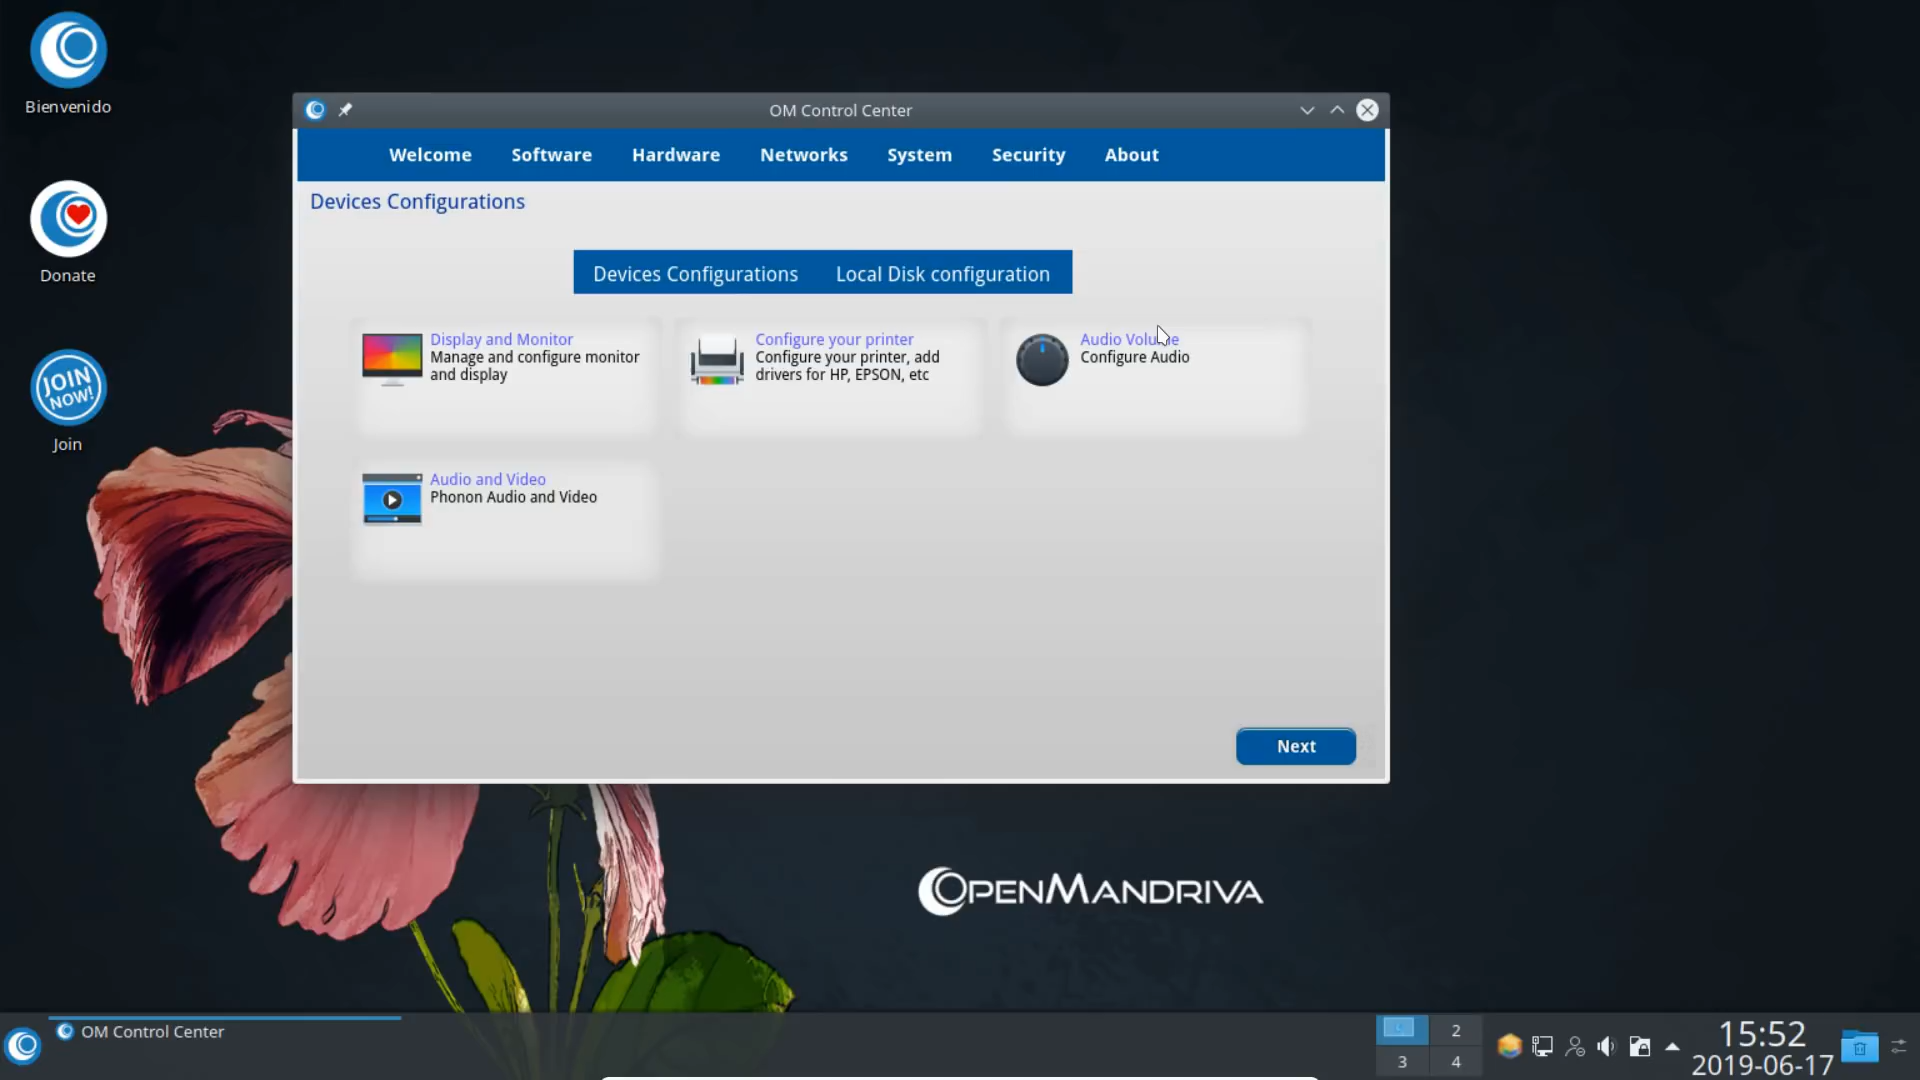 Bienvenido
Donate
JOIN
NOW!
Join
OM Control Center
Welcome Software Hardware Networks System Security About
Devices Configurations
Devices Configurations Local Disk configuration
Display and Monitor
Manage and configure monitor
and display
Configure your printer
Configure your printer, add
drivers for HP, EPSON, etc
Audio Volume
Configure Audio
Audio and Video
Phonon Audio and Video
Next
OPENMANDRIVA
OM Control Center
2
3 4
15:52
2019-06-17